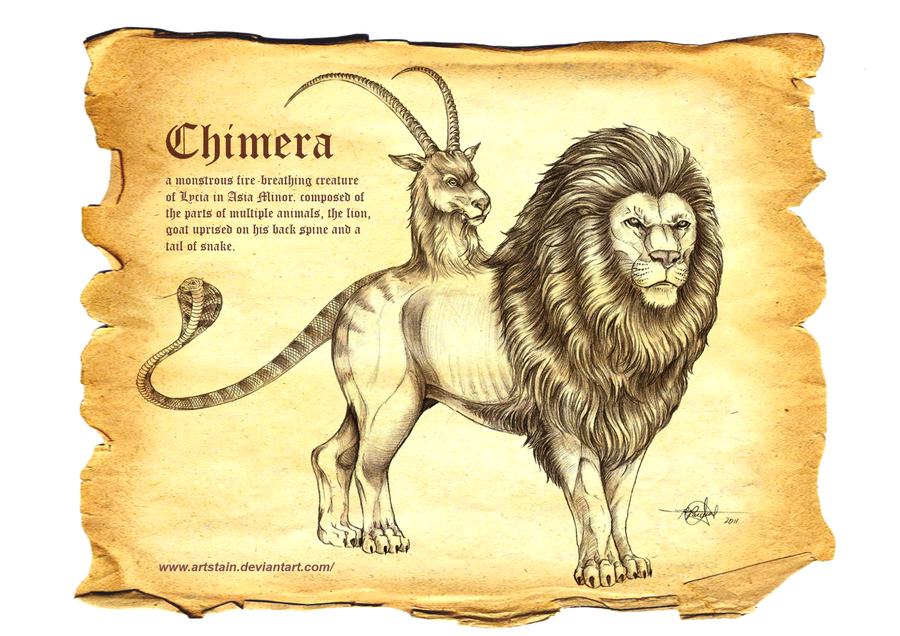 Chimera
a monstrous fire-breathing creature
of Lycia in Asia Minor. composed of
the parts of multiple animals, the lion,
goat uprised on his back spine and a
tail of snake.
2011
www.artstain.deviantart.com/